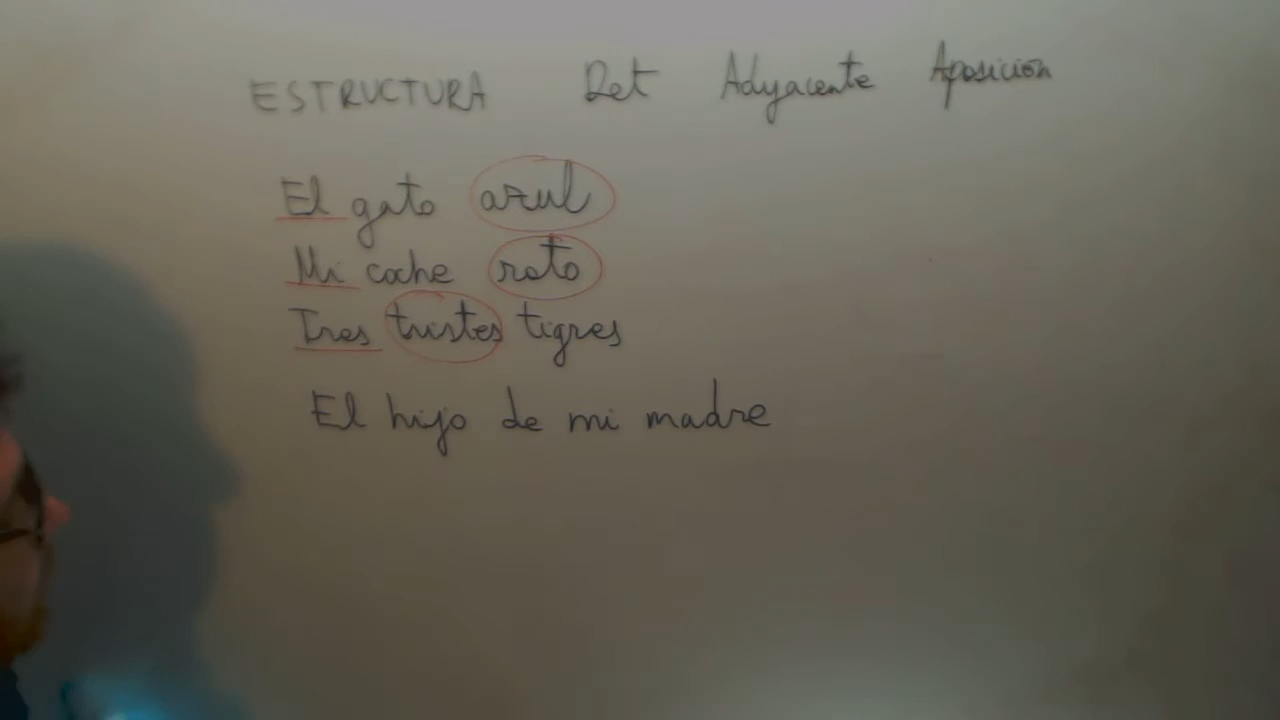 ESTRUCTURA Det Adyacente Aposición
El gato azul
Mi coche roto
Tres tristes tigres
El hijo de mi madre